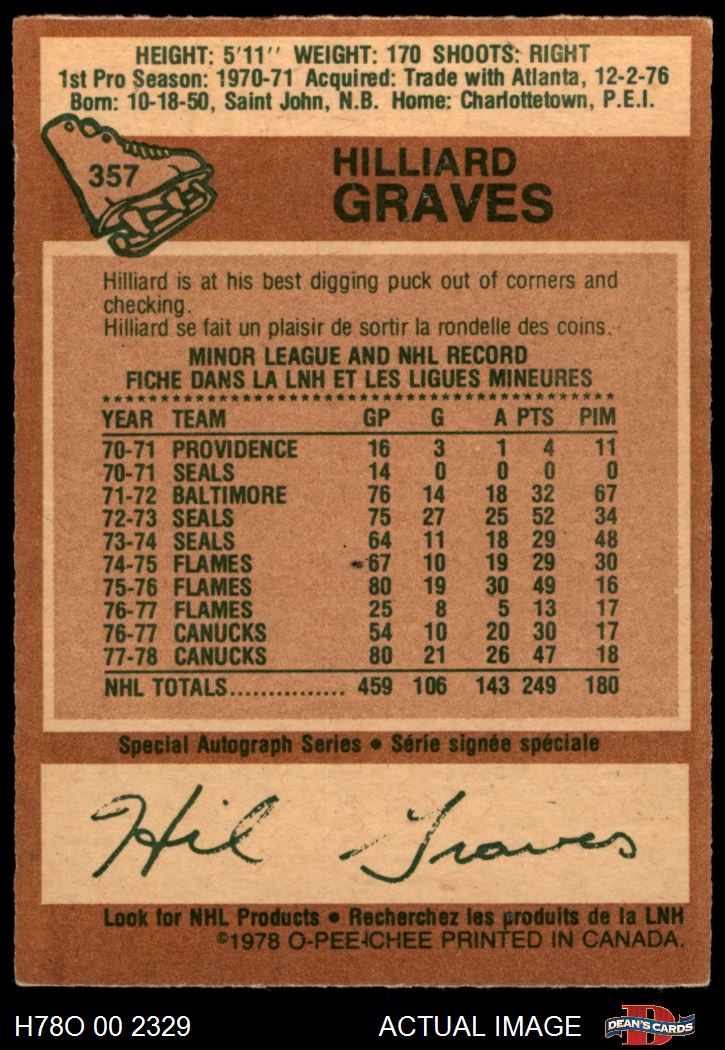 HEIGHT: 5'11'' WEIGHT: 170 SHOOTS: RIGHT
1st Pro Season: 1970-71 Acquired: Trade with Atlanta, 12-2-76
Born: 10-18-50, Saint John, N.B. Home: Charlottetown, P.E.I.
357
HILLIARD
GRAVES
Hilliard is at his best digging puck out of corners and
checking.
Hilliard se fait un plaisir de sortir la rondelle des coins.
MINOR LEAGUE AND NHL RECORD
FICHE DANS LA LNH ET LES LIGUES MINEURES
YEAR TEAM GP G A PTS PIM
70-71 PROVIDENCE 16 3 1 4 11
70-71 SEALS 14 0 0 0 0
71-72 BALTIMORE 76 14 18 32 67
72-73 SEALS 75 27 25 52 34
73-74 SEALS 64 11 18 29 48
74-75 FLAMES 67 10 19 29 30
75-76 FLAMES 80 19 30 49 16
76-77 FLAMES 25 8 5 13 17
76-77 CANUCKS 54 10 20 30 17
77-78 CANUCKS 80 21 26 47 18
NHL TOTALS............... 459 106 143 249 180
Special Autograph Series • Série signée spéciale
Hil Graves
Look for NHL Products • Recherchez les produits de la LNH
©1978 O-PEE-CHEE PRINTED IN CANADA.
H78O 00 2329 ACTUAL IMAGE DEAN'S CARDS